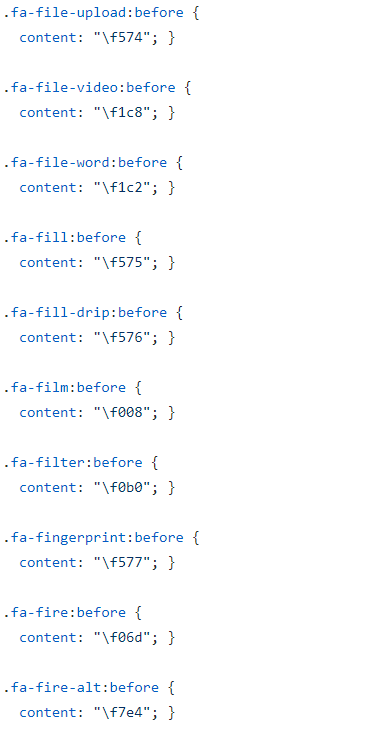 .fa-file-upload:before {
  content: "\f574"; }

.fa-file-video:before {
  content: "\f1c8"; }

.fa-file-word:before {
  content: "\f1c2"; }

.fa-fill:before {
  content: "\f575"; }

.fa-fill-drip:before {
  content: "\f576"; }

.fa-film:before {
  content: "\f008"; }

.fa-filter:before {
  content: "\f0b0"; }

.fa-fingerprint:before {
  content: "\f577"; }

.fa-fire:before {
  content: "\f06d"; }

.fa-fire-alt:before {
  content: "\f7e4"; }